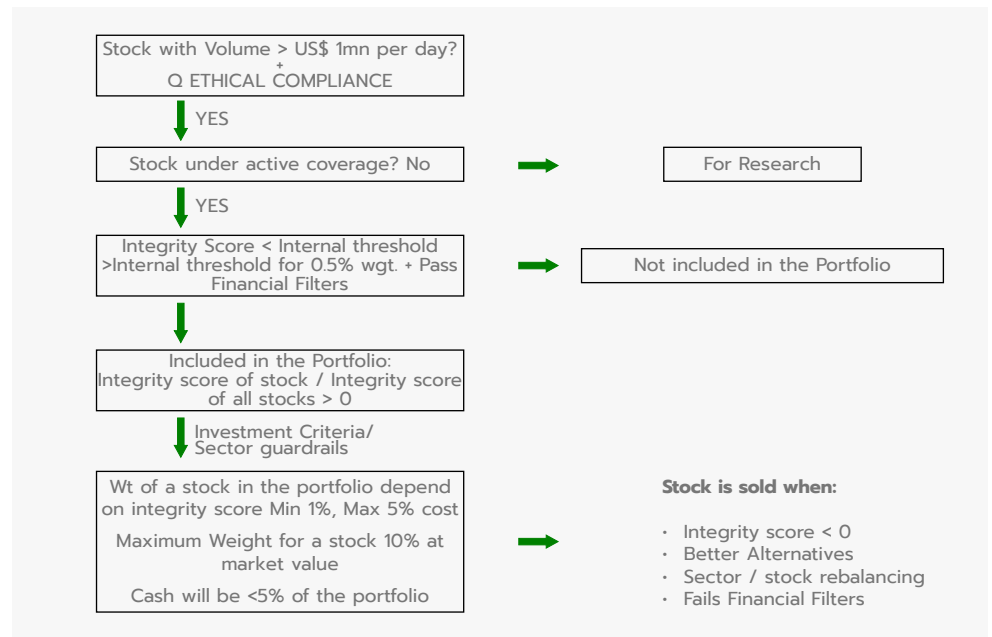 Stock with Volume > US$ 1mn per day?
+
Q ETHICAL COMPLIANCE
YES
Stock under active coverage? No
For Research
YES
Integrity Score < Internal threshold
>Internal threshold for 0.5% wgt. + Pass
Financial Filters
Not included in the Portfolio
Included in the Portfolio:
Integrity score of stock / Integrity score
of all stocks > 0
Investment Criteria/
Sector guardrails
Wt of a stock in the portfolio depend
on integrity score Min 1%, Max 5% cost
Maximum Weight for a stock 10% at
market value
Cash will be <5% of the portfolio
Stock is sold when:
• Integrity score < 0
• Better Alternatives
• Sector / stock rebalancing
• Fails Financial Filters